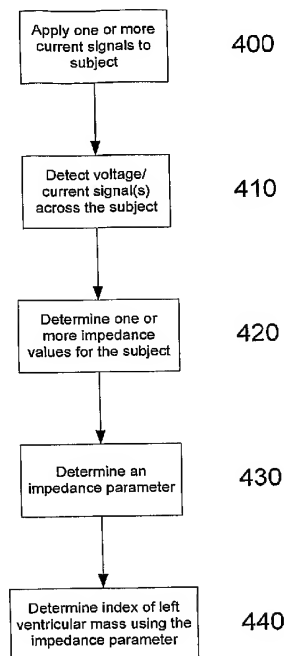 Apply one or more
current signals to
subject
400
Detect voltage/
current signal(s)
across the subject
410
Determine one or
more impedance
values for the subject
420
Determine an
impedance parameter
430
Determine index of left
ventricular mass using the
impedance parameter
440